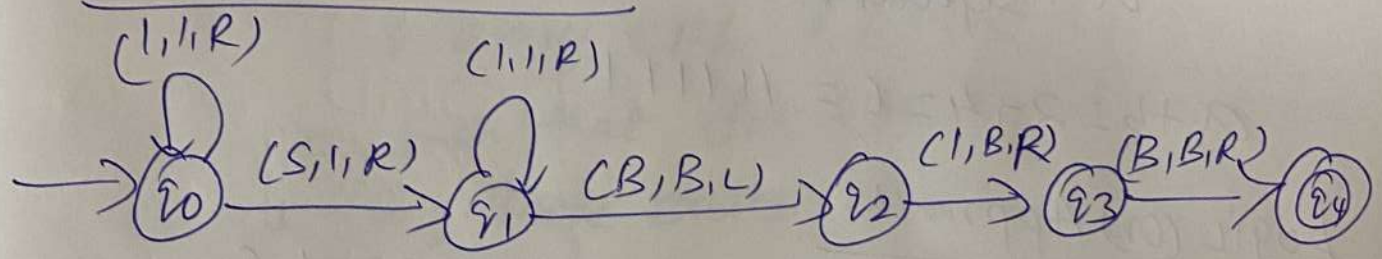 (1,1,R) (1,1,R)
(S,1,R) (B,B,L) (1,B,R) (B,B,R)
q0 q1 q2 q3 q4